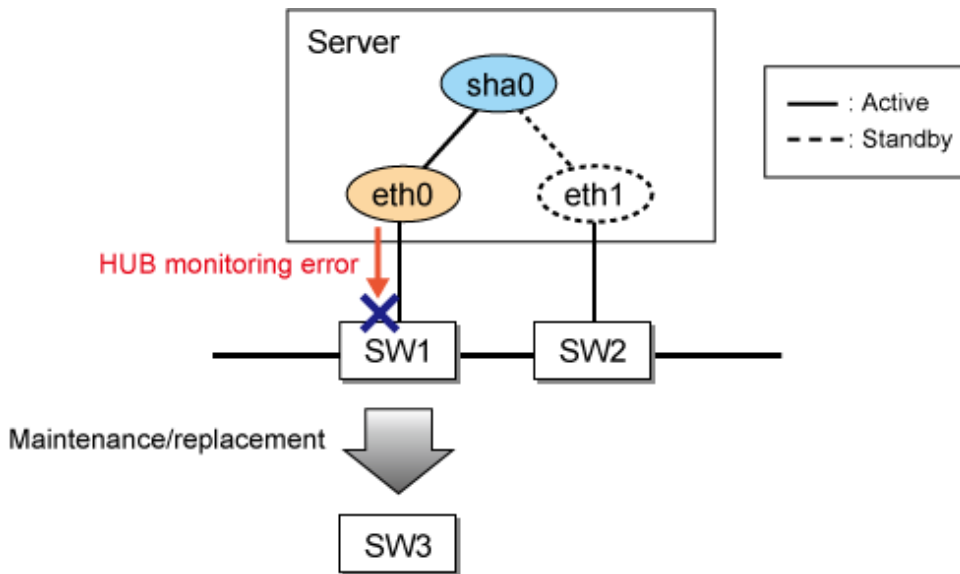 Server
sha0
: Active
: Standby
eth0
eth1
HUB monitoring error
SW1
SW2
Maintenance/replacement
SW3